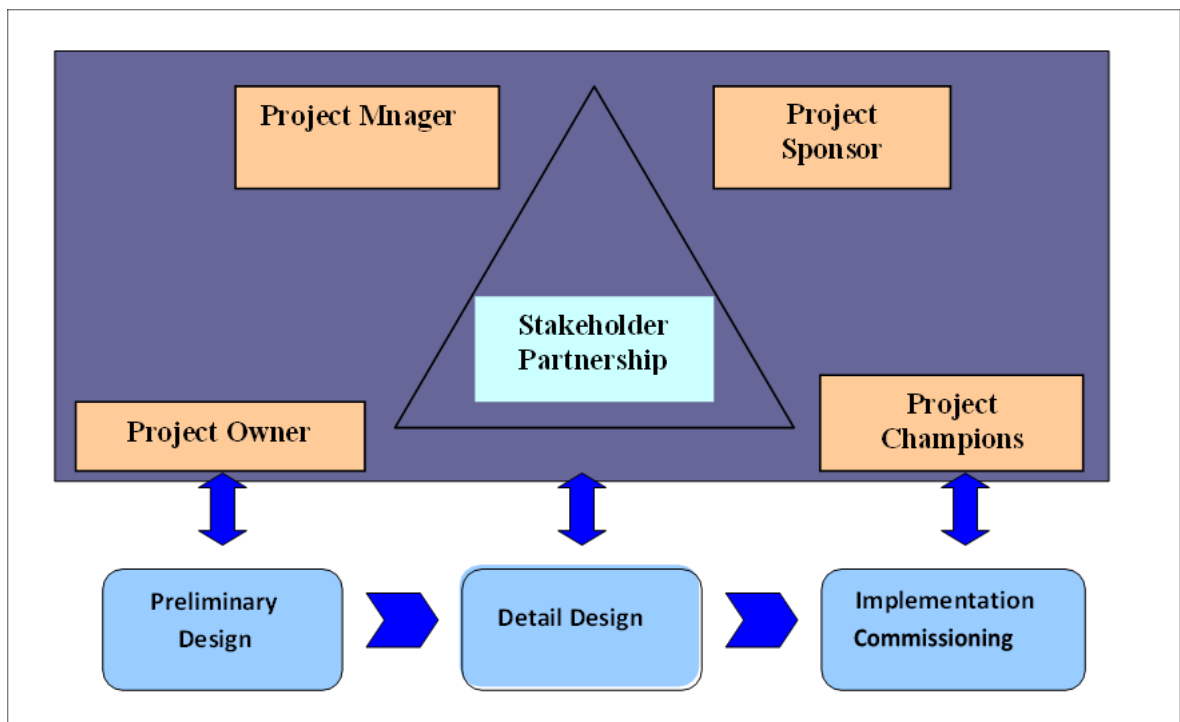 Project Mnager
Project
Sponsor
Stakeholder
Partnership
Project Owner
Project
Champions
Preliminary
Design
Detail Design
Implementation
Commissioning